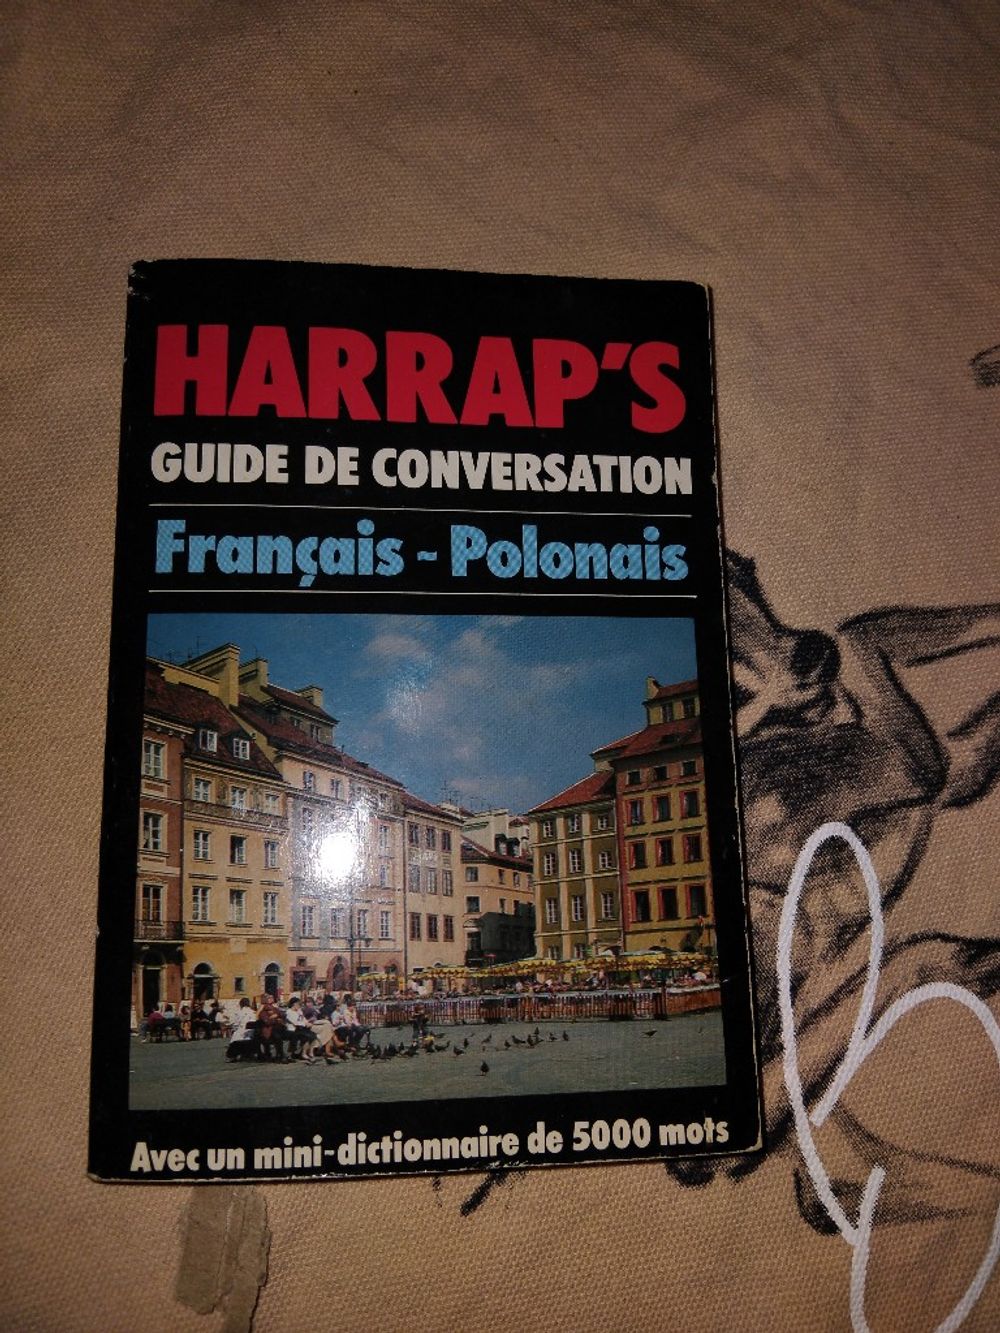 HARRAP'S
GUIDE DE CONVERSATION
Français - Polonais
Avec un mini-dictionnaire de 5000 mots